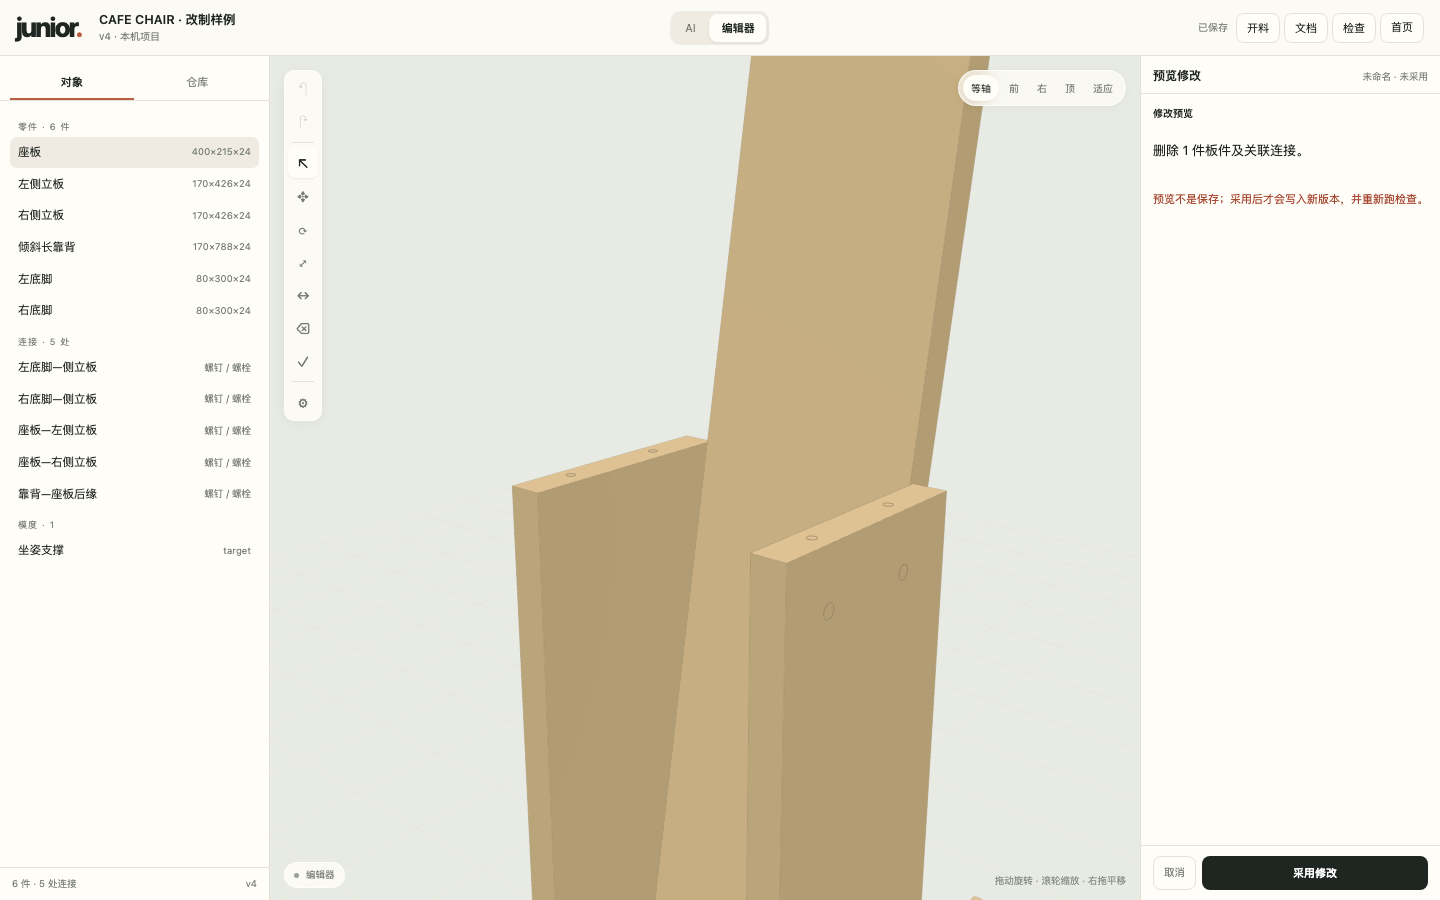 junior.
CAFE CHAIR · 改制样例
v4 · 本机项目
AI
编辑器
已保存
开料
文档
检查
首页
对象
仓库
零件 · 6 件
座板 400×215×24
左侧立板 170×426×24
右侧立板 170×426×24
倾斜长靠背 170×788×24
左底脚 80×300×24
右底脚 80×300×24
连接 · 5 处
左底脚—侧立板 螺钉 / 螺栓
右底脚—侧立板 螺钉 / 螺栓
座板—左侧立板 螺钉 / 螺栓
座板—右侧立板 螺钉 / 螺栓
靠背—座板后缘 螺钉 / 螺栓
模度 · 1
坐姿支撑 target
6 件 · 5 处连接 v4
等轴 前 右 顶 适应
编辑器
拖动旋转 · 滚轮缩放 · 右拖平移
预览修改 未命名 · 未采用
修改预览
删除 1 件板件及关联连接。
预览不是保存；采用后才会写入新版本，并重新跑检查。
取消
采用修改